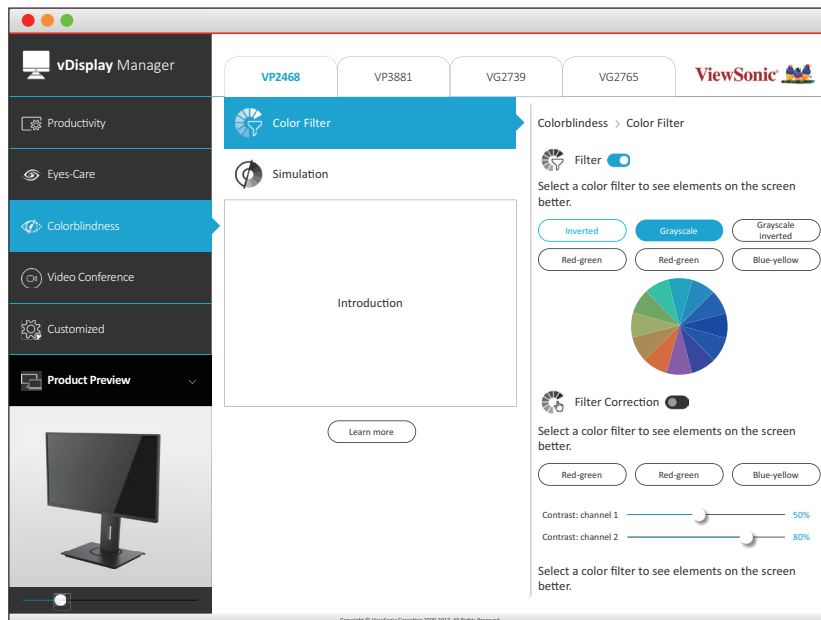 vDisplay Manager
VP2468
VP3881
VG2739
VG2765
ViewSonic
Productivity
Eyes-Care
Colorblindness
Video Conference
Customized
Product Preview
Color Filter
Simulation
Introduction
Learn more
Colorblindess > Color Filter
Filter
Select a color filter to see elements on the screen
better.
Inverted
Grayscale
Grayscale
inverted
Red-green
Red-green
Blue-yellow
Filter Correction
Select a color filter to see elements on the screen
better.
Red-green
Red-green
Blue-yellow
Contrast: channel 1
50%
Contrast: channel 2
80%
Select a color filter to see elements on the screen
better.